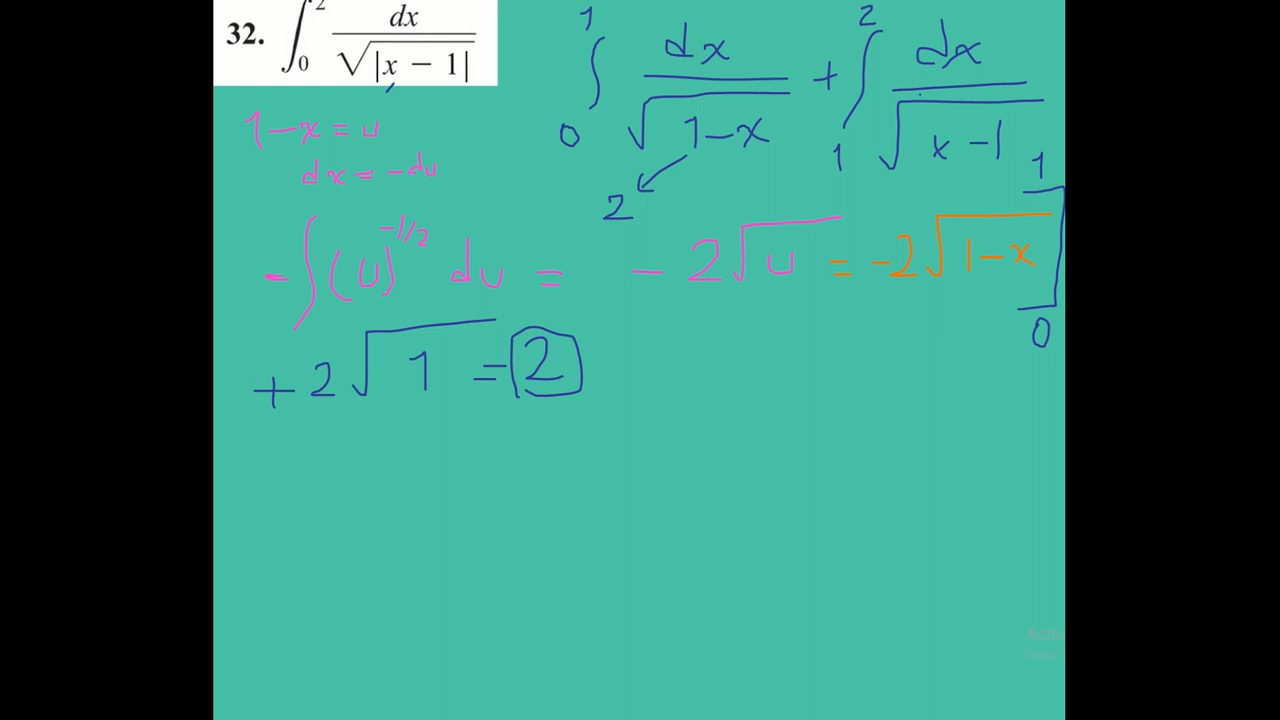 32. ∫₀² dx / √|x − 1|
∫₀¹ dx / √(1−x) + ∫₁² dx / √(x−1)
2
1−x = u
dx = −du
−∫(u)^(−1/2) du = −2√u = −2√(1−x) ]₀¹
+2√1 = 2